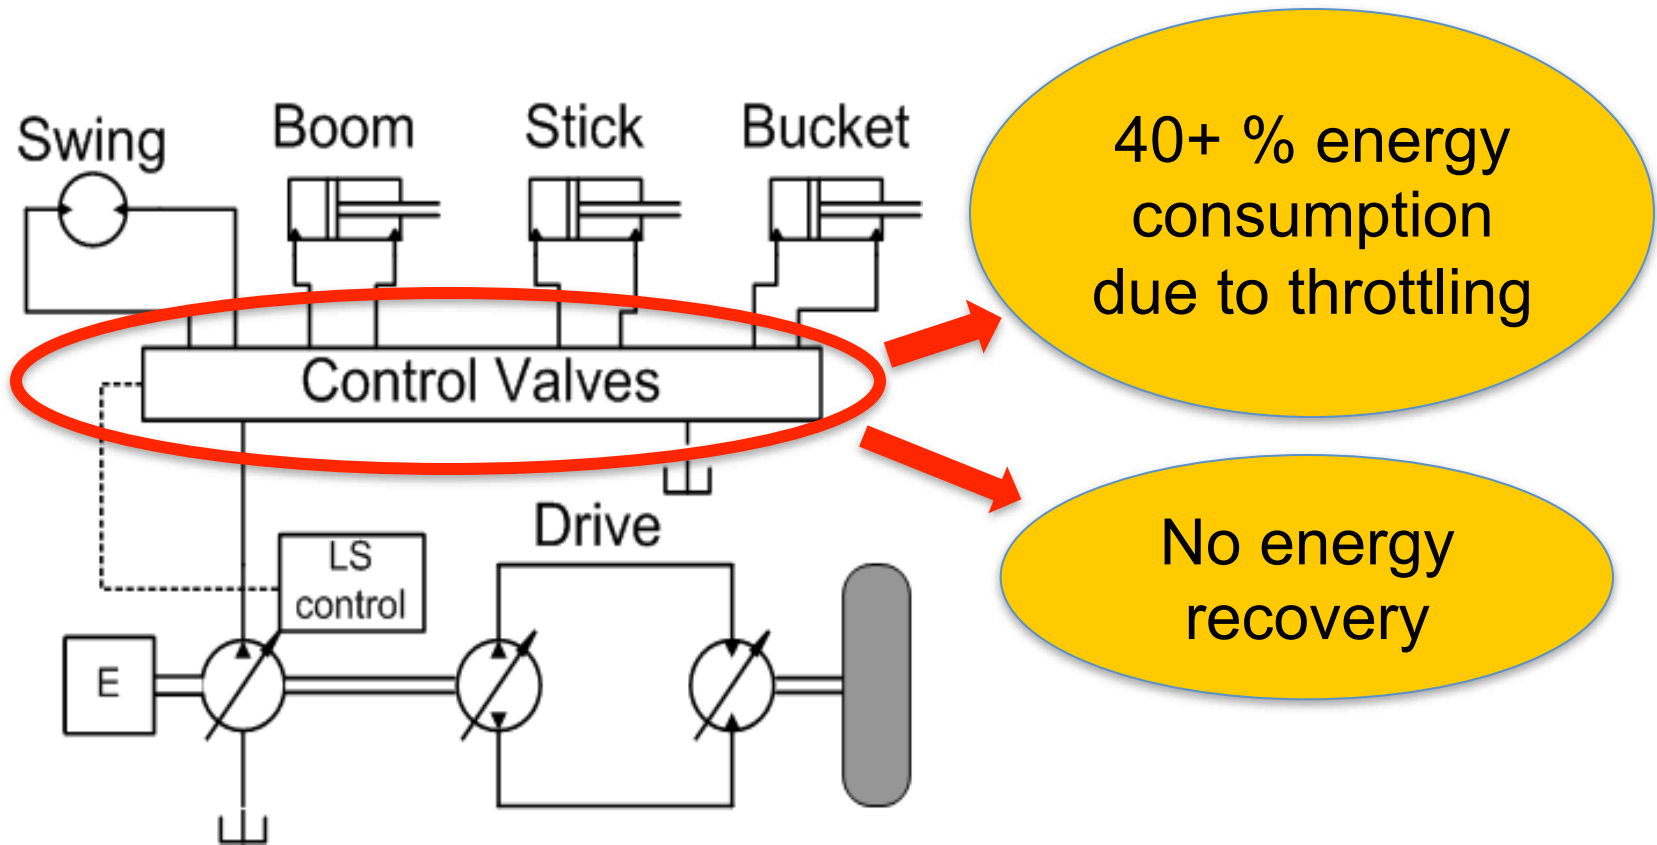 Swing
Boom
Stick
Bucket
40+ % energy
consumption
due to throttling
Control Valves
No energy
recovery
Drive
LS
control
E